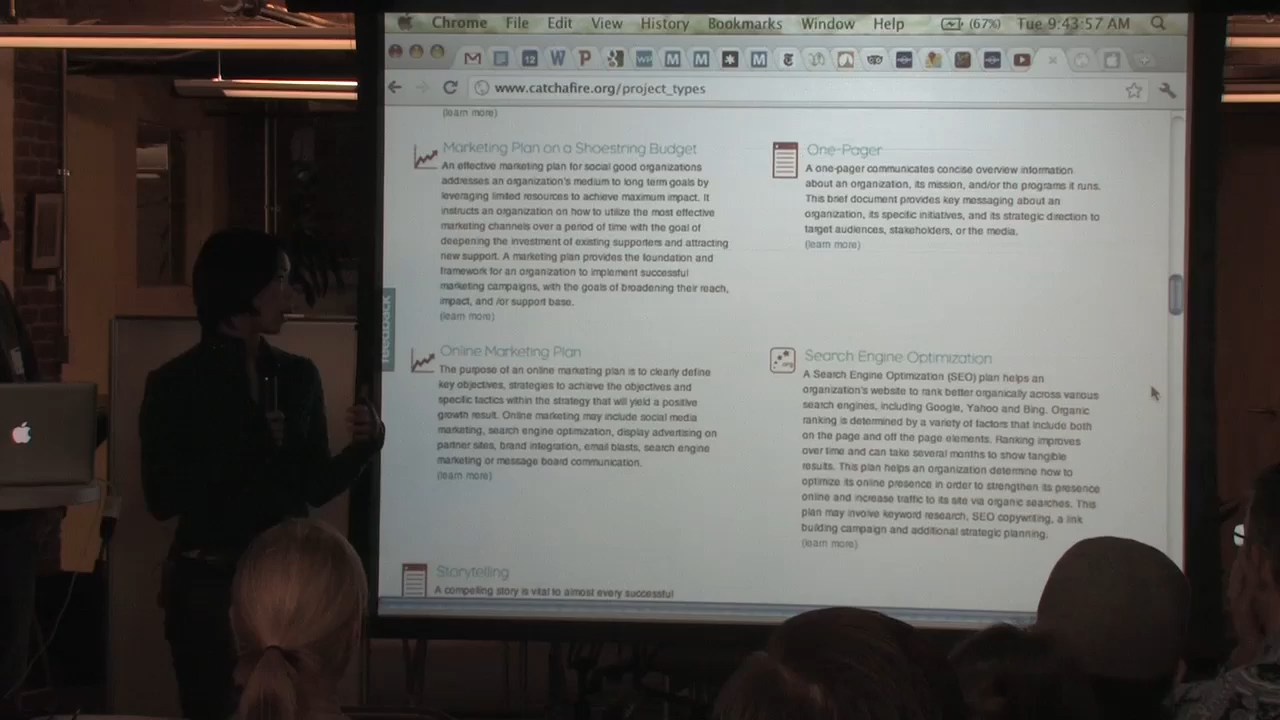 Chrome File Edit View History Bookmarks Window Help (67%) Tue 9:43:57 AM
www.catchafire.org/project_types
(learn more)
Marketing Plan on a Shoestring Budget
An effective marketing plan for social good organizations
addresses an organization's medium to long term goals by
leveraging limited resources to achieve maximum impact. It
instructs an organization on how to utilize the most effective
marketing channels over a period of time with the goal of
deepening the investment of existing supporters and attracting
new support. A marketing plan provides the foundation and
framework for an organization to implement successful
marketing campaigns, with the goals of broadening their reach,
impact, and /or support base.
(learn more)
One-Pager
A one-pager communicates concise overview information
about an organization, its mission, and/or the programs it runs.
This brief document provides key messaging about an
organization, its specific initiatives, and its strategic direction to
target audiences, stakeholders, or the media.
(learn more)
feedback
Online Marketing Plan
The purpose of an online marketing plan is to clearly define
key objectives, strategies to achieve the objectives and
specific tactics within the strategy that will yield a positive
growth result. Online marketing may include social media
marketing, search engine optimization, display advertising on
partner sites, brand integration, email blasts, search engine
marketing or message board communication.
(learn more)
Search Engine Optimization
A Search Engine Optimization (SEO) plan helps an
organization's website to rank better organically across various
search engines, including Google, Yahoo and Bing. Organic
ranking is determined by a variety of factors that include both
on the page and off the page elements. Ranking improves
over time and can take several months to show tangible
results. This plan helps an organization determine how to
optimize its online presence in order to strengthen its presence
online and increase traffic to its site via organic searches. This
plan may involve keyword research, SEO copywriting, a link
building campaign and additional strategic planning.
(learn more)
Storytelling
A compelling story is vital to almost every successful